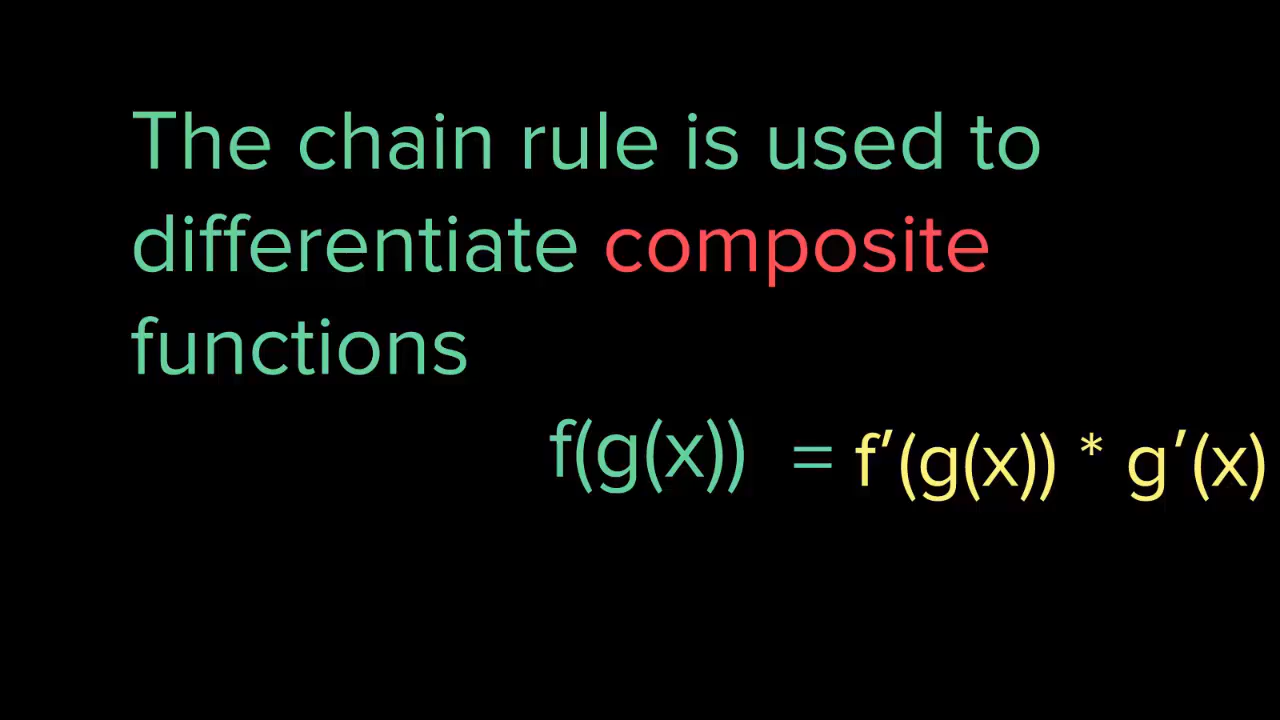 The chain rule is used to
differentiate composite
functions
f(g(x)) = f′(g(x)) * g′(x)